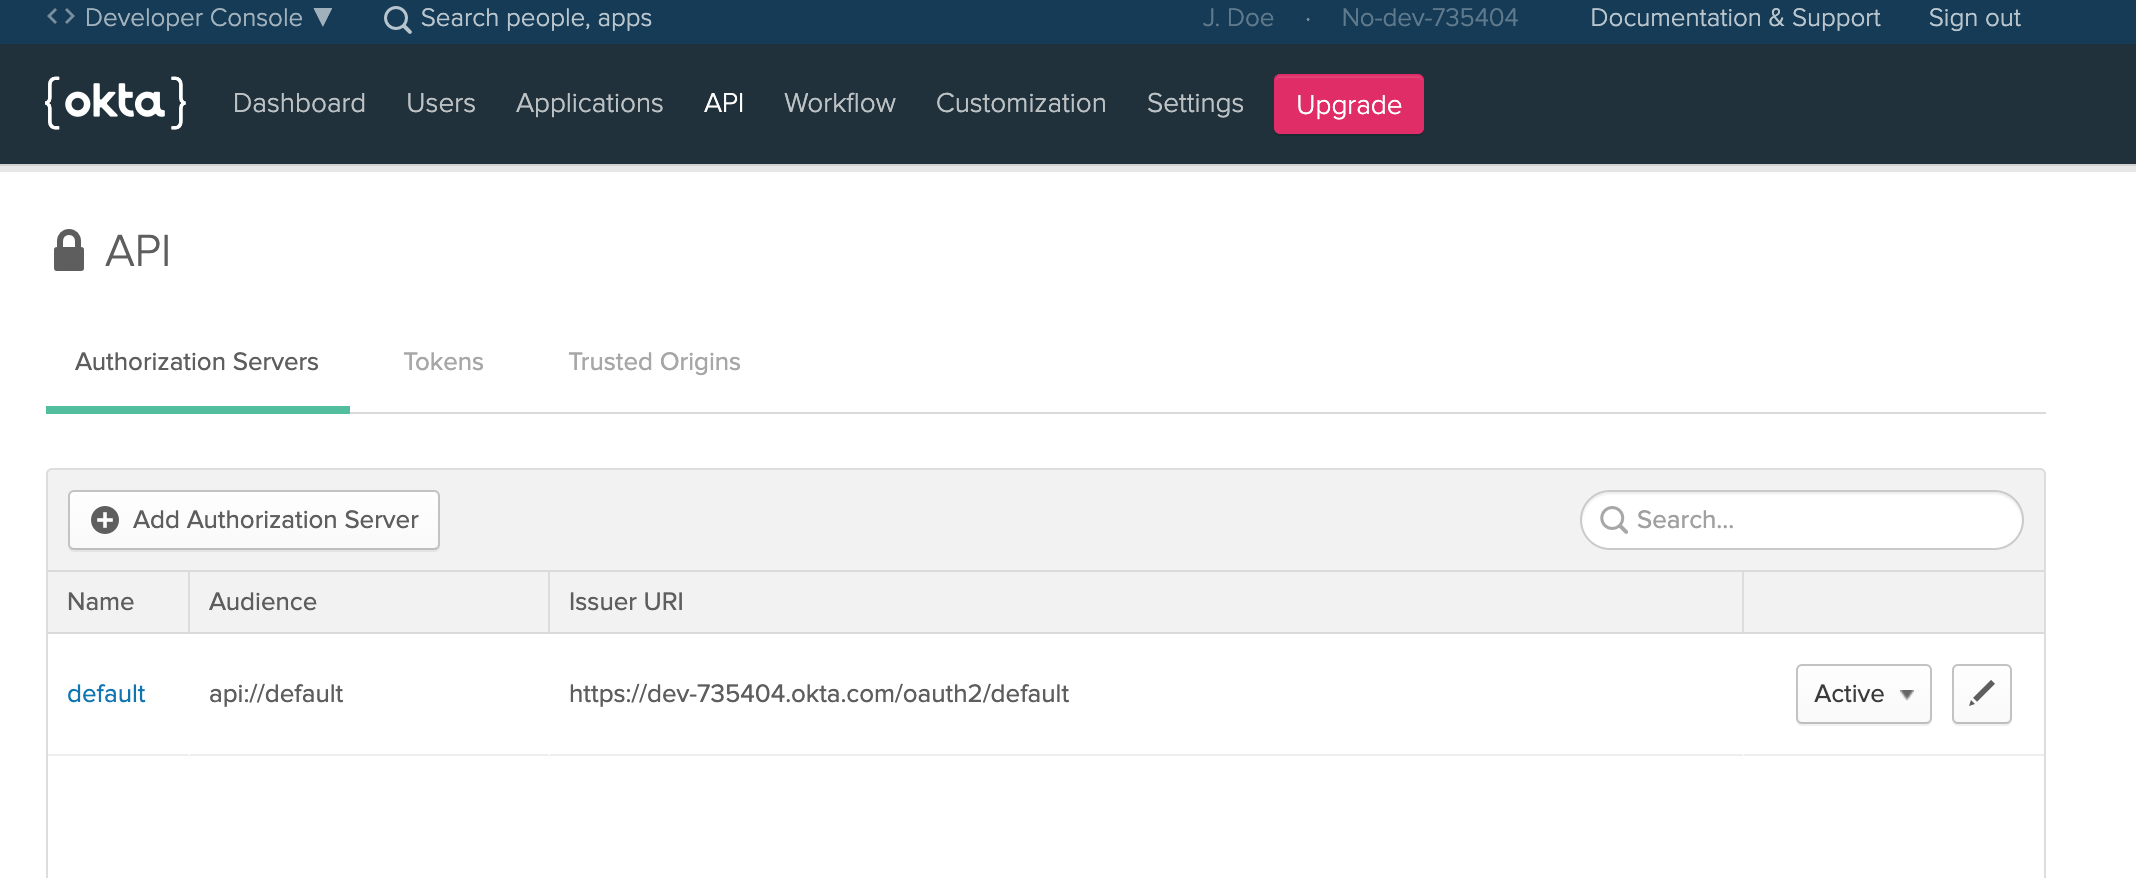 <> Developer Console ▼ Search people, apps J. Doe · No-dev-735404 Documentation & Support Sign out
{okta} Dashboard Users Applications API Workflow Customization Settings Upgrade
API
Authorization Servers Tokens Trusted Origins
Add Authorization Server Search...
Name Audience Issuer URI
default api://default https://dev-735404.okta.com/oauth2/default Active